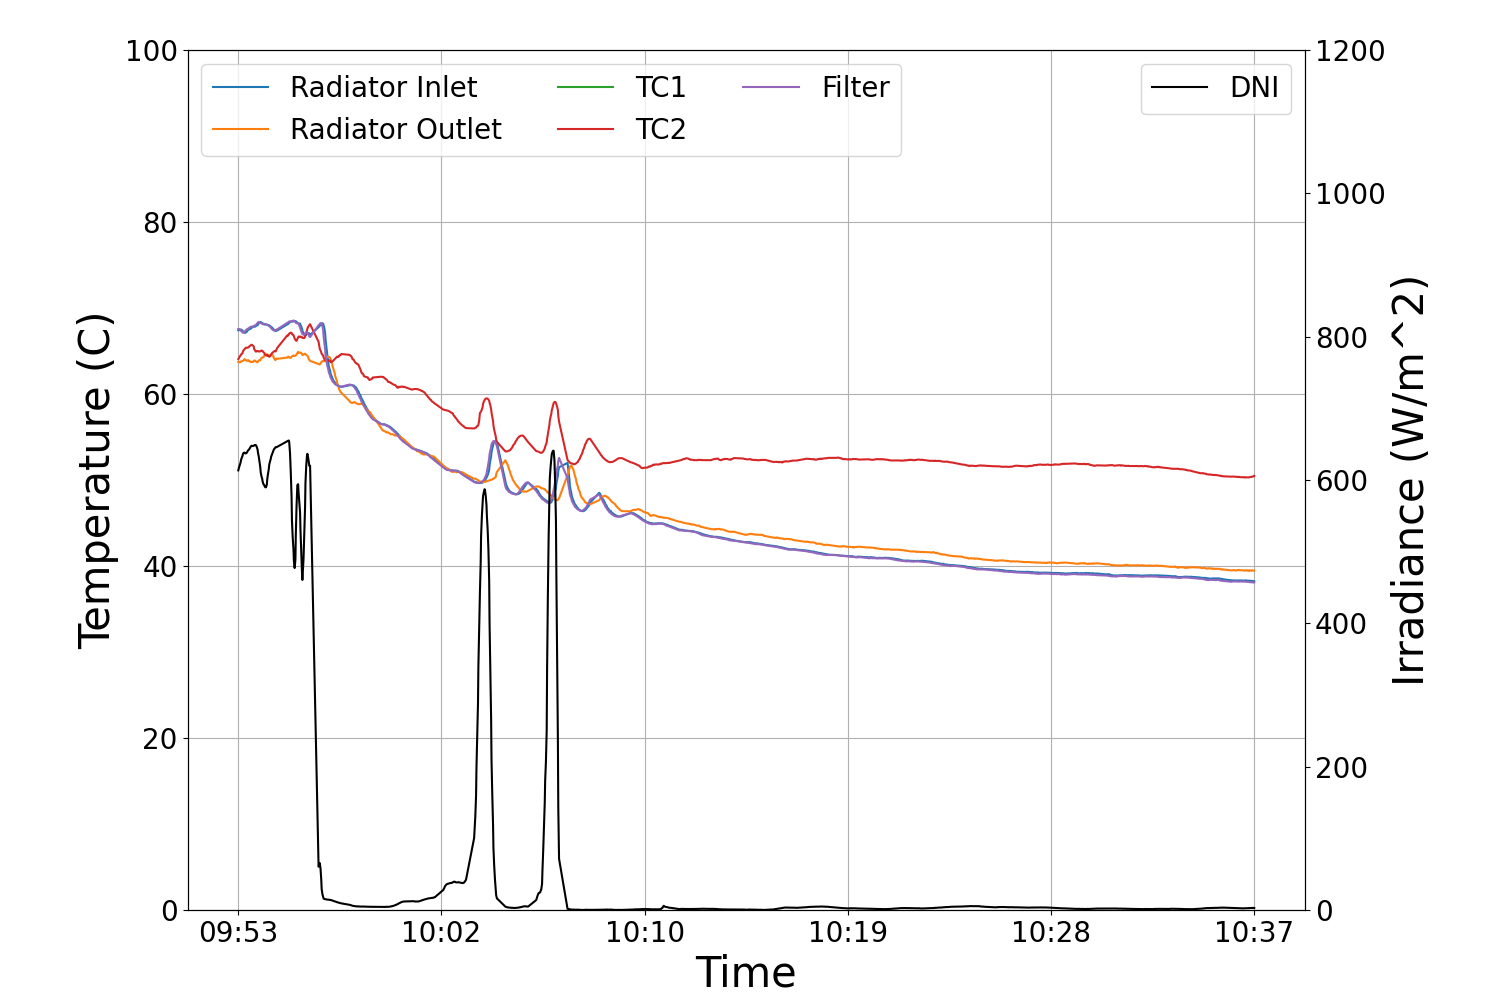 100
80
60
40
20
0
Temperature (C)
Radiator Inlet
Radiator Outlet
TC1
TC2
Filter
DNI
1200
1000
800
600
400
200
0
Irradiance (W/m^2)
09:53 10:02 10:10 10:19 10:28 10:37
Time